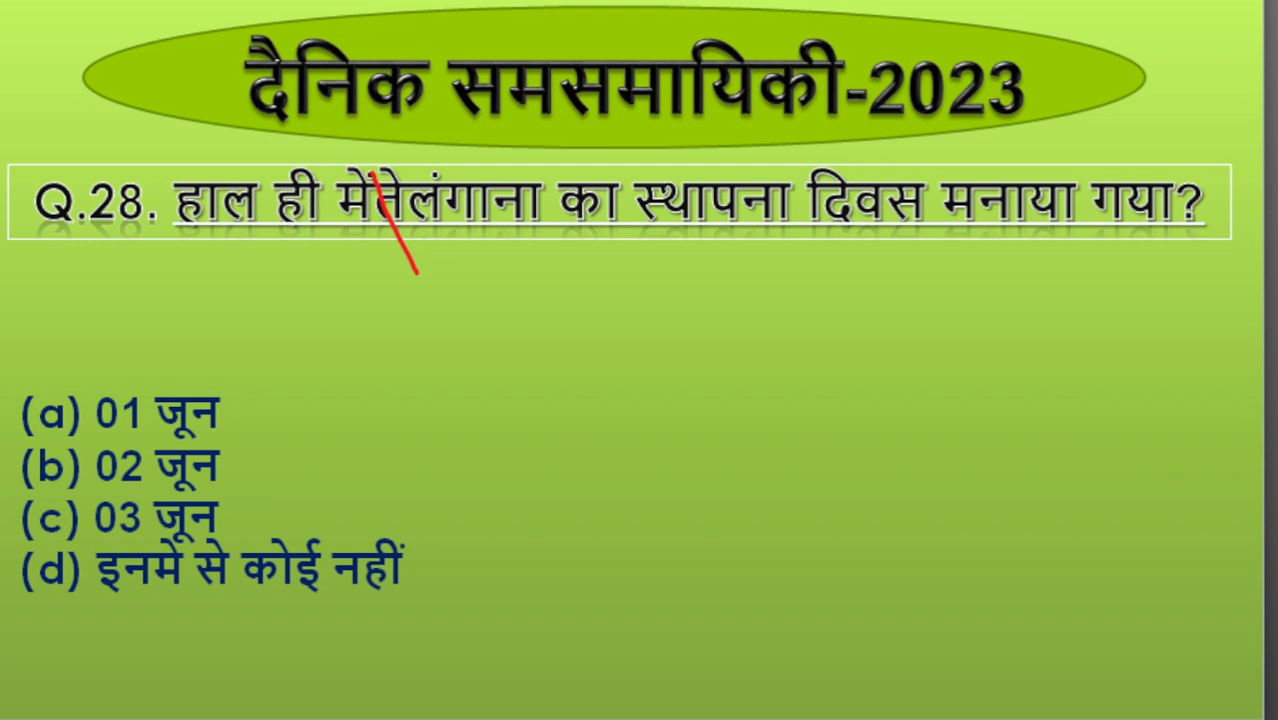 दैनिक समसमायिकी-2023
Q.28. हाल ही मेंतेलंगाना का स्थापना दिवस मनाया गया?
(a) 01 जून
(b) 02 जून
(c) 03 जून
(d) इनमे से कोई नहीं